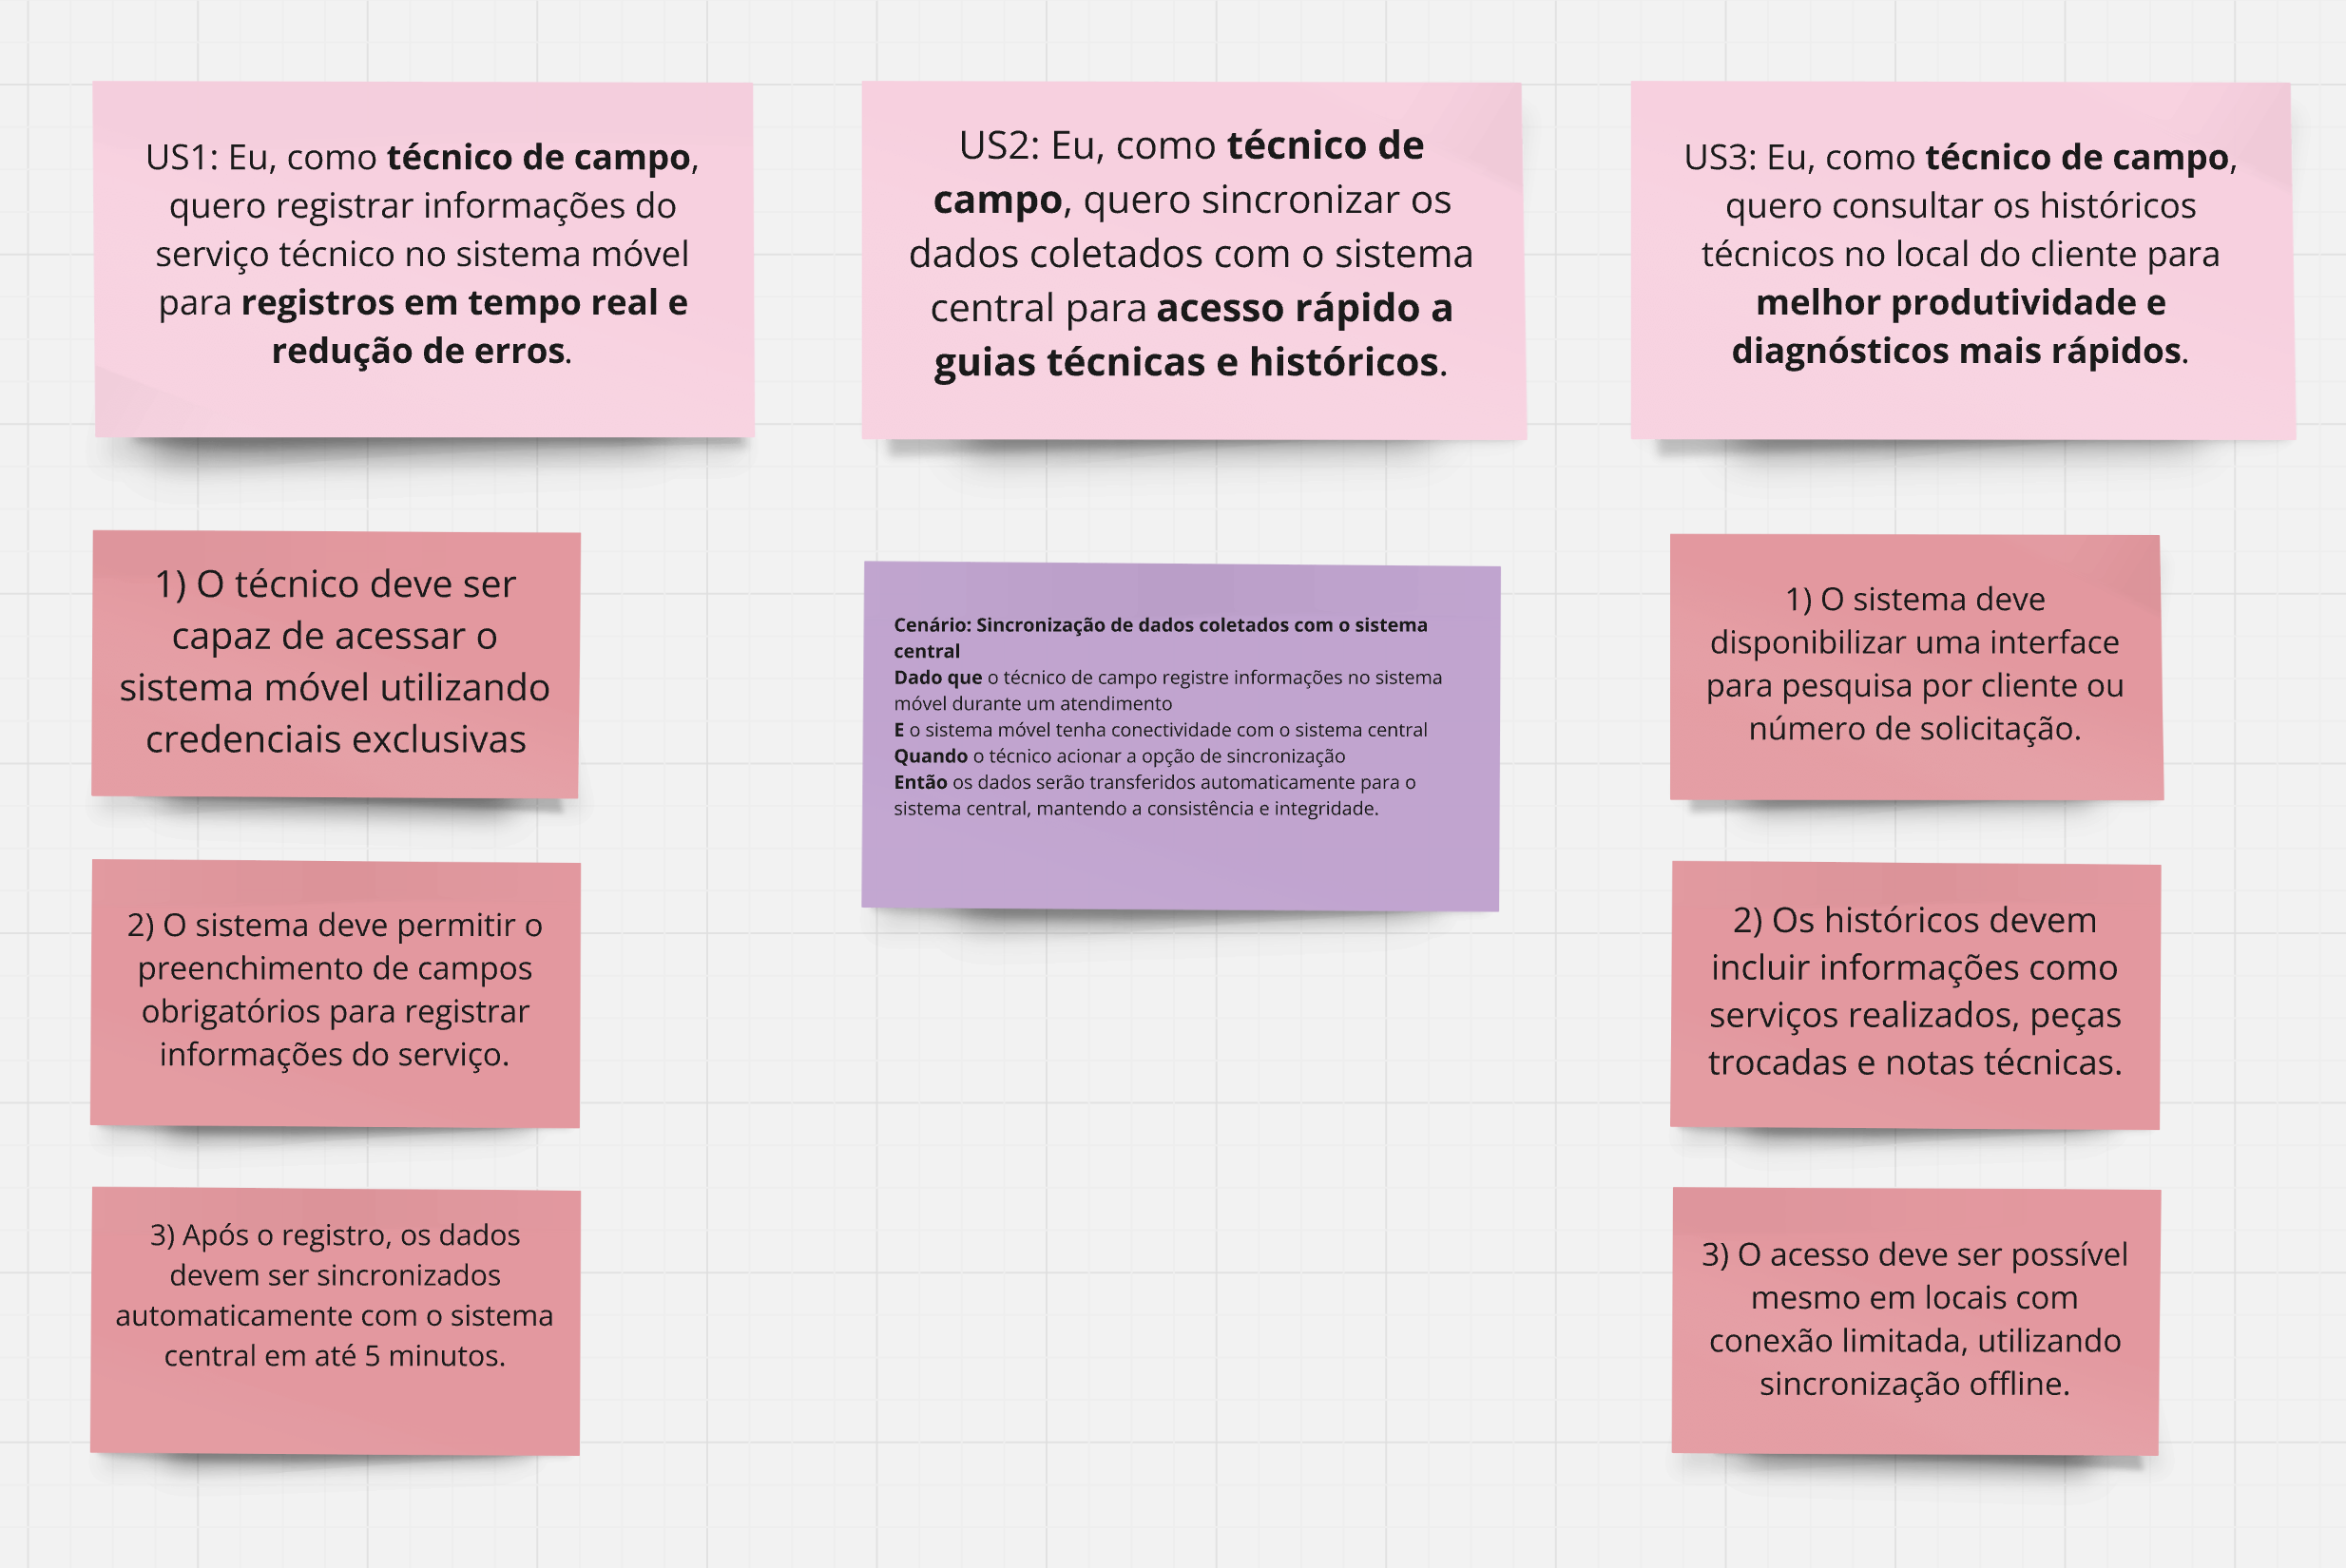 US1: Eu, como técnico de campo,
quero registrar informações do
serviço técnico no sistema móvel
para registros em tempo real e
redução de erros.
US2: Eu, como técnico de
campo, quero sincronizar os
dados coletados com o sistema
central para acesso rápido a
guias técnicas e históricos.
US3: Eu, como técnico de campo,
quero consultar os históricos
técnicos no local do cliente para
melhor produtividade e
diagnósticos mais rápidos.
1) O técnico deve ser
capaz de acessar o
sistema móvel utilizando
credenciais exclusivas
2) O sistema deve permitir o
preenchimento de campos
obrigatórios para registrar
informações do serviço.
3) Após o registro, os dados
devem ser sincronizados
automaticamente com o sistema
central em até 5 minutos.
Cenário: Sincronização de dados coletados com o sistema
central
Dado que o técnico de campo registre informações no sistema
móvel durante um atendimento
E o sistema móvel tenha conectividade com o sistema central
Quando o técnico acionar a opção de sincronização
Então os dados serão transferidos automaticamente para o
sistema central, mantendo a consistência e integridade.
1) O sistema deve
disponibilizar uma interface
para pesquisa por cliente ou
número de solicitação.
2) Os históricos devem
incluir informações como
serviços realizados, peças
trocadas e notas técnicas.
3) O acesso deve ser possível
mesmo em locais com
conexão limitada, utilizando
sincronização offline.